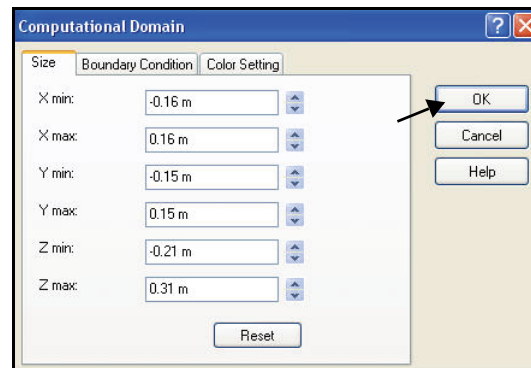 Computational Domain
Size Boundary Condition Color Setting
X min: -0.16 m
X max: 0.16 m
Y min: -0.15 m
Y max: 0.15 m
Z min: -0.21 m
Z max: 0.31 m
Reset
OK
Cancel
Help